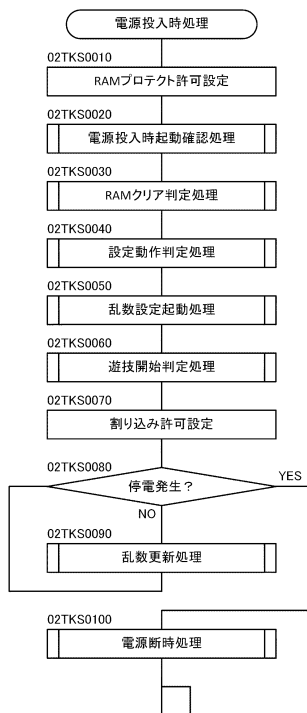 電源投入時処理
02TKS0010
RAMプロテクト許可設定
02TKS0020
電源投入時起動確認処理
02TKS0030
RAMクリア判定処理
02TKS0040
設定動作判定処理
02TKS0050
乱数設定起動処理
02TKS0060
遊技開始判定処理
02TKS0070
割り込み許可設定
02TKS0080
停電発生？
YES
NO
02TKS0090
乱数更新処理
02TKS0100
電源断時処理